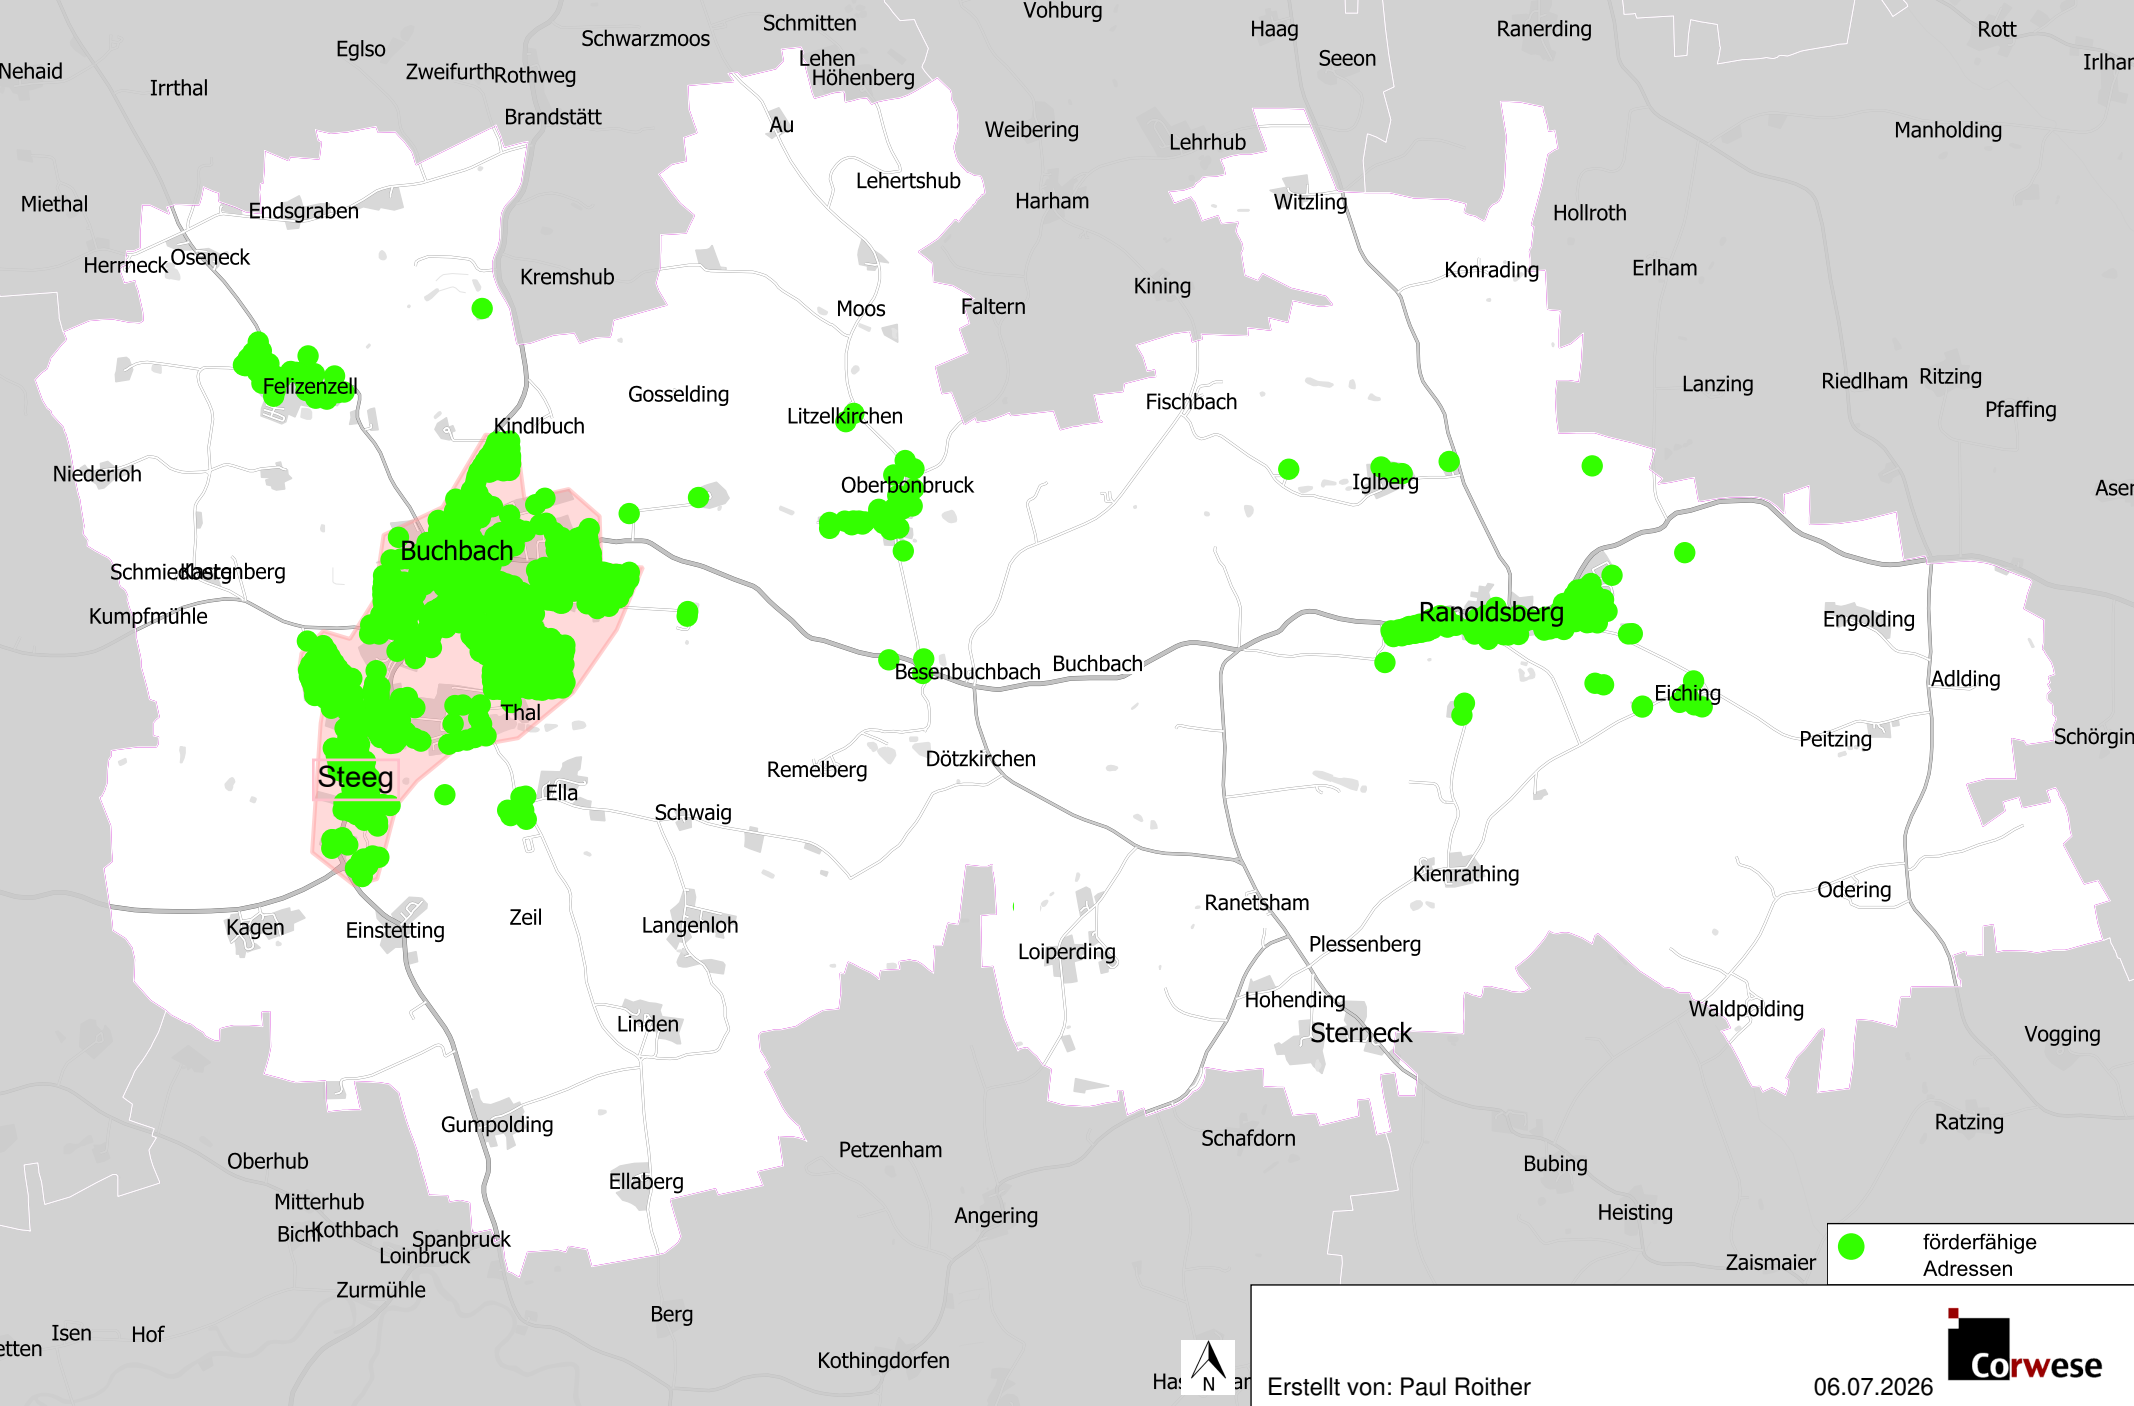 Vohburg
Schmitten
Haag
Ranerding
Rott
Eglso
Schwarzmoos
Lehen
Seeon
Nehaid
Zweifurth
Rothweg
Höhenberg
Irrthal
Brandstätt
Au
Weibering
Lehrhub
Manholding
Miethal
Endsgraben
Lehertshub
Harham
Witzling
Hollroth
Herrneck
Oseneck
Kremshub
Kining
Konrading
Erlham
Moos
Faltern
Felizenzell
Gosselding
Fischbach
Lanzing
Riedlham
Ritzing
Pfaffing
Kindlbuch
Litzelkirchen
Niederloh
Oberbonbruck
Iglberg
Buchbach
Schmiedberg
Kastenberg
Kumpfmühle
Ranoldsberg
Engolding
Besenbuchbach
Buchbach
Eiching
Adlding
Thal
Peitzing
Steeg
Remelberg
Dötzkirchen
Ella
Schwaig
Kienrathing
Odering
Kagen
Einstetting
Zeil
Langenloh
Ranetsham
Loiperding
Plessenberg
Hohending
Waldpolding
Linden
Sterneck
Vogging
Gumpolding
Petzenham
Schafdorn
Ratzing
Oberhub
Ellaberg
Bubing
Mitterhub
Bichl
Kothbach
Spanbruck
Loinbruck
Angering
Heisting
Zurmühle
Zaismaier
Berg
Isen
Hof
Kothingdorfen
förderfähige
Adressen
N
Erstellt von: Paul Roither
06.07.2026
Corwese